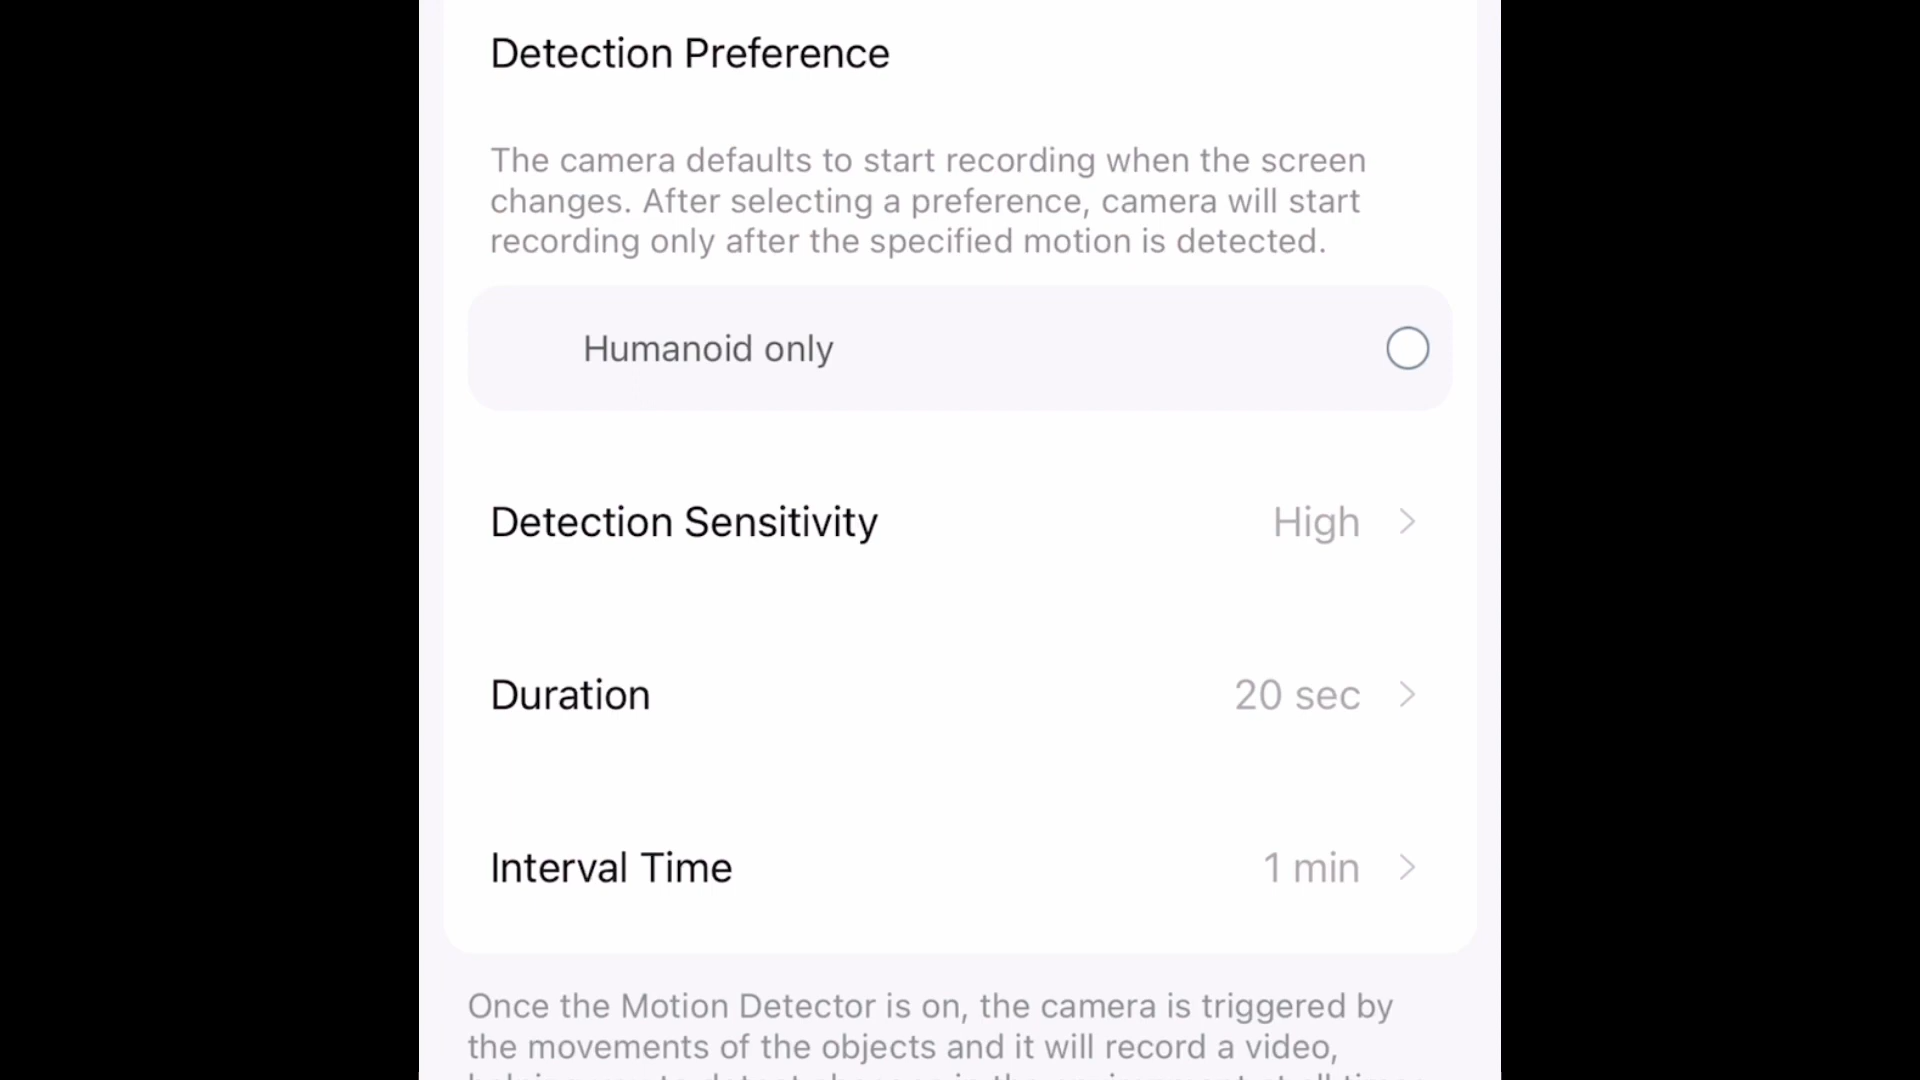 Detection Preference
The camera defaults to start recording when the screen
changes. After selecting a preference, camera will start
recording only after the specified motion is detected.
Humanoid only
Detection Sensitivity High
Duration 20 sec
Interval Time 1 min
Once the Motion Detector is on, the camera is triggered by
the movements of the objects and it will record a video,